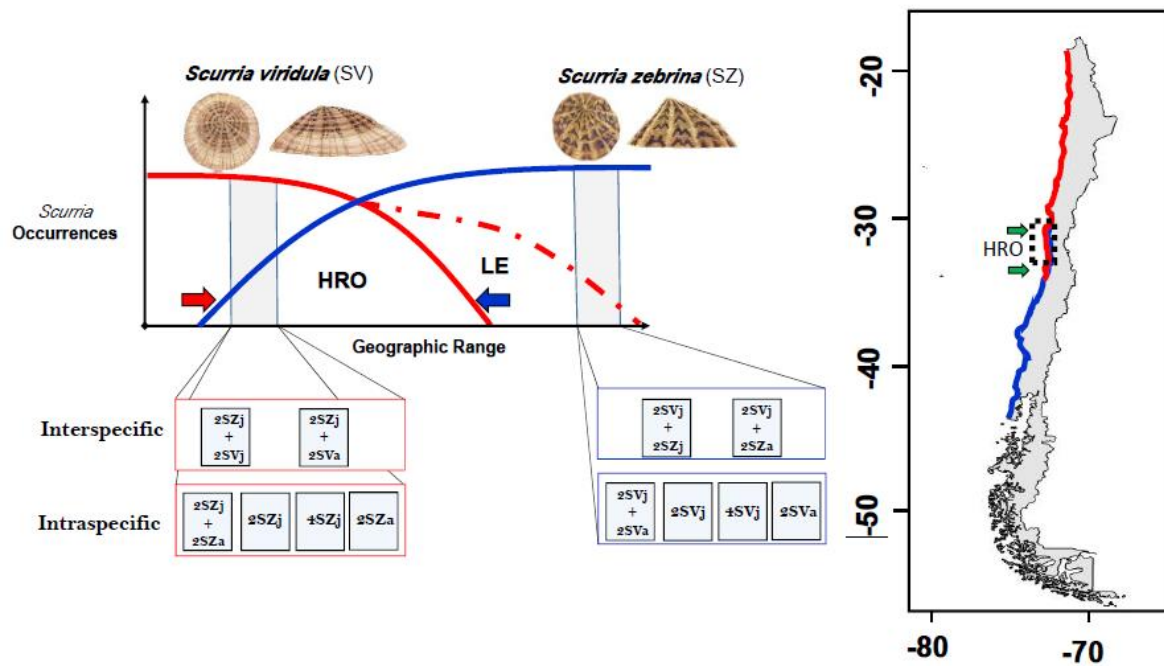 Scurria viridula (SV)
Scurria zebrina (SZ)
Scurria
Occurrences
HRO
LE
Geographic Range
Interspecific
2SZj
+
2SVj
2SZj
+
2SVa
2SVj
+
2SZj
2SVj
+
2SZa
Intraspecific
2SZj
+
2SZa
2SZj
4SZj
2SZa
2SVj
+
2SVa
2SVj
4SVj
2SVa
-20
-30
HRO
-40
-50
-80
-70